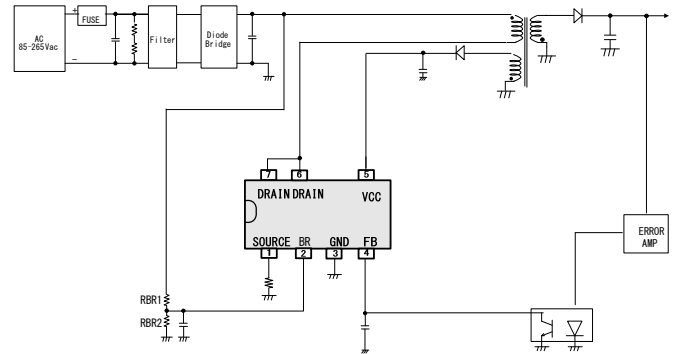 +
FUSE
AC
85-265Vac
-
Filter
Diode
Bridge
7
6
5
DRAIN DRAIN
VCC
SOURCE BR GND FB
1
2
3
4
ERROR
AMP
RBR1
RBR2